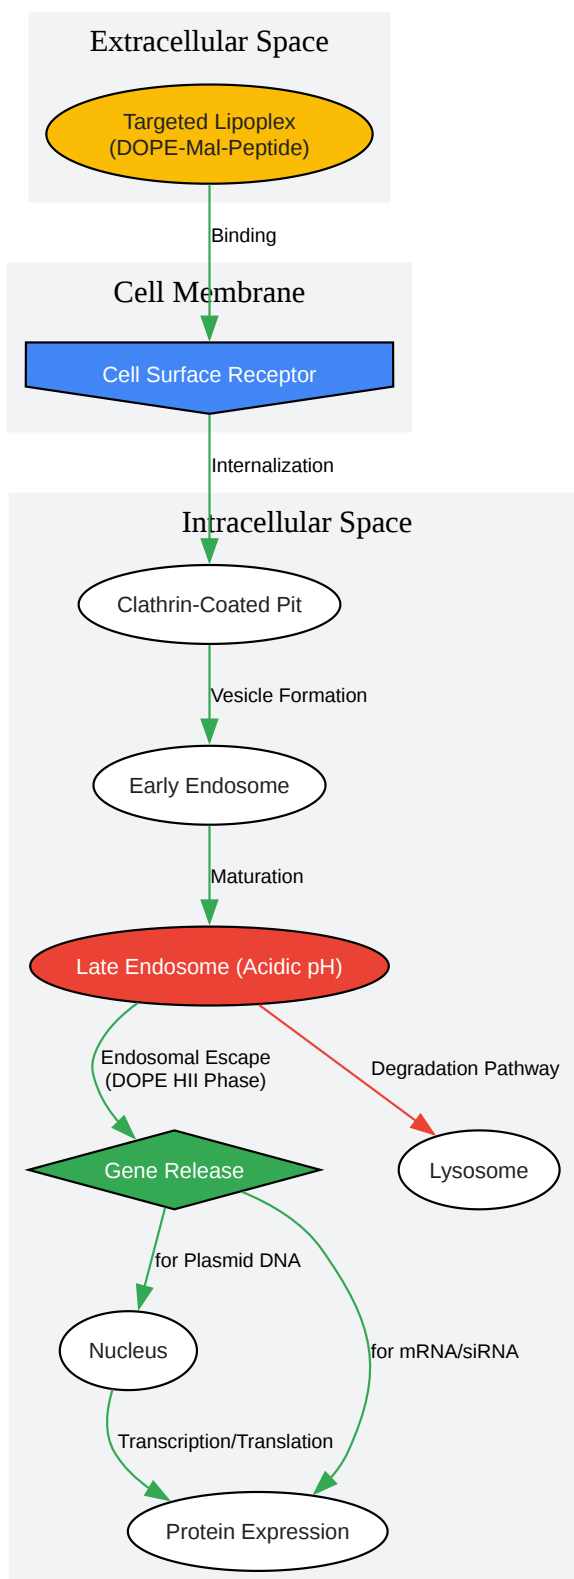 Extracellular Space
Targeted Lipoplex
(DOPE-Mal-Peptide)
Binding
Cell Membrane
Cell Surface Receptor
Internalization
Intracellular Space
Clathrin-Coated Pit
Vesicle Formation
Early Endosome
Maturation
Late Endosome (Acidic pH)
Endosomal Escape
(DOPE HII Phase)
Degradation Pathway
Gene Release
Lysosome
for Plasmid DNA
Nucleus
for mRNA/siRNA
Transcription/Translation
Protein Expression